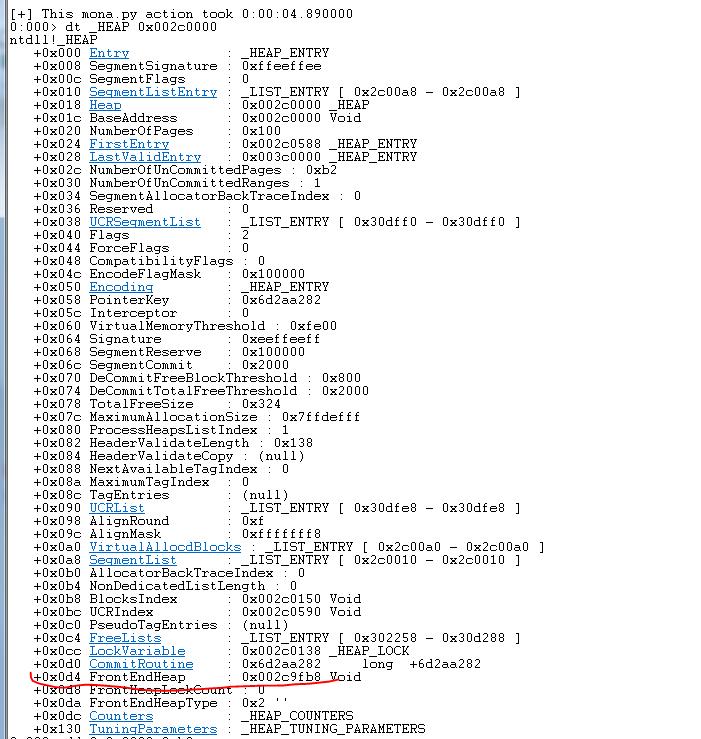 [+] This mona.py action took 0:00:04.890000
0:000> dt _HEAP 0x002c0000
ntdll!_HEAP
+0x000 Entry : _HEAP_ENTRY
+0x008 SegmentSignature : 0xffeeffee
+0x00c SegmentFlags : 0
+0x010 SegmentListEntry : _LIST_ENTRY [ 0x2c00a8 - 0x2c00a8 ]
+0x018 Heap : 0x002c0000 _HEAP
+0x01c BaseAddress : 0x002c0000 Void
+0x020 NumberOfPages : 0x100
+0x024 FirstEntry : 0x002c0588 _HEAP_ENTRY
+0x028 LastValidEntry : 0x003c0000 _HEAP_ENTRY
+0x02c NumberOfUnCommittedPages : 0xb2
+0x030 NumberOfUnCommittedRanges : 1
+0x034 SegmentAllocatorBackTraceIndex : 0
+0x036 Reserved : 0
+0x038 UCRSegmentList : _LIST_ENTRY [ 0x30dff0 - 0x30dff0 ]
+0x040 Flags : 2
+0x044 ForceFlags : 0
+0x048 CompatibilityFlags : 0
+0x04c EncodeFlagMask : 0x100000
+0x050 Encoding : _HEAP_ENTRY
+0x058 PointerKey : 0x6d2aa282
+0x05c Interceptor : 0
+0x060 VirtualMemoryThreshold : 0xfe00
+0x064 Signature : 0xeeffeeff
+0x068 SegmentReserve : 0x100000
+0x06c SegmentCommit : 0x2000
+0x070 DeCommitFreeBlockThreshold : 0x800
+0x074 DeCommitTotalFreeThreshold : 0x2000
+0x078 TotalFreeSize : 0x324
+0x07c MaximumAllocationSize : 0x7ffdefff
+0x080 ProcessHeapsListIndex : 1
+0x082 HeaderValidateLength : 0x138
+0x084 HeaderValidateCopy : (null)
+0x088 NextAvailableTagIndex : 0
+0x08a MaximumTagIndex : 0
+0x08c TagEntries : (null)
+0x090 UCRList : _LIST_ENTRY [ 0x30dfe8 - 0x30dfe8 ]
+0x098 AlignRound : 0xf
+0x09c AlignMask : 0xfffffff8
+0x0a0 VirtualAllocdBlocks : _LIST_ENTRY [ 0x2c00a0 - 0x2c00a0 ]
+0x0a8 SegmentList : _LIST_ENTRY [ 0x2c0010 - 0x2c0010 ]
+0x0b0 AllocatorBackTraceIndex : 0
+0x0b4 NonDedicatedListLength : 0
+0x0b8 BlocksIndex : 0x002c0150 Void
+0x0bc UCRIndex : 0x002c0590 Void
+0x0c0 PseudoTagEntries : (null)
+0x0c4 FreeLists : _LIST_ENTRY [ 0x302258 - 0x30d288 ]
+0x0cc LockVariable : 0x002c0138 _HEAP_LOCK
+0x0d0 CommitRoutine : 0x6d2aa282 long +6d2aa282
+0x0d4 FrontEndHeap : 0x002c9fb8 Void
+0x0d8 FrontHeapLockCount : 0
+0x0da FrontEndHeapType : 0x2 ''
+0x0dc Counters : _HEAP_COUNTERS
+0x130 TuningParameters : _HEAP_TUNING_PARAMETERS